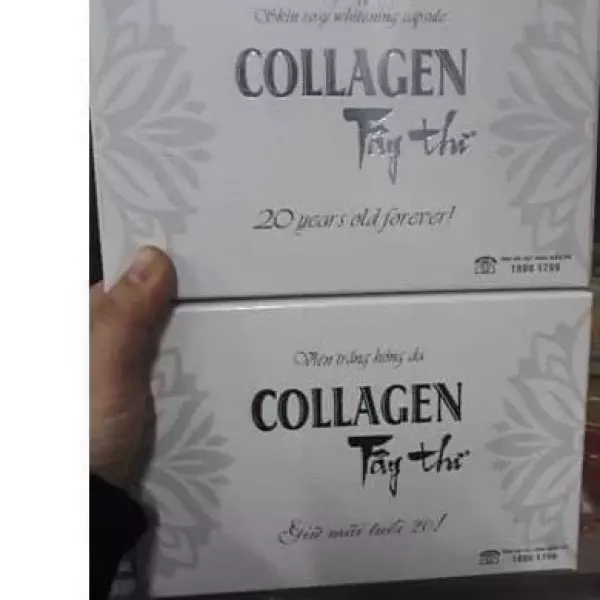 Skin rosy whitening capsule
COLLAGEN
Tây thi
20 years old forever!
1800 1799
Viên trắng hồng da
COLLAGEN
Tây thi
Giữ mãi tuổi 20!
1800 1799